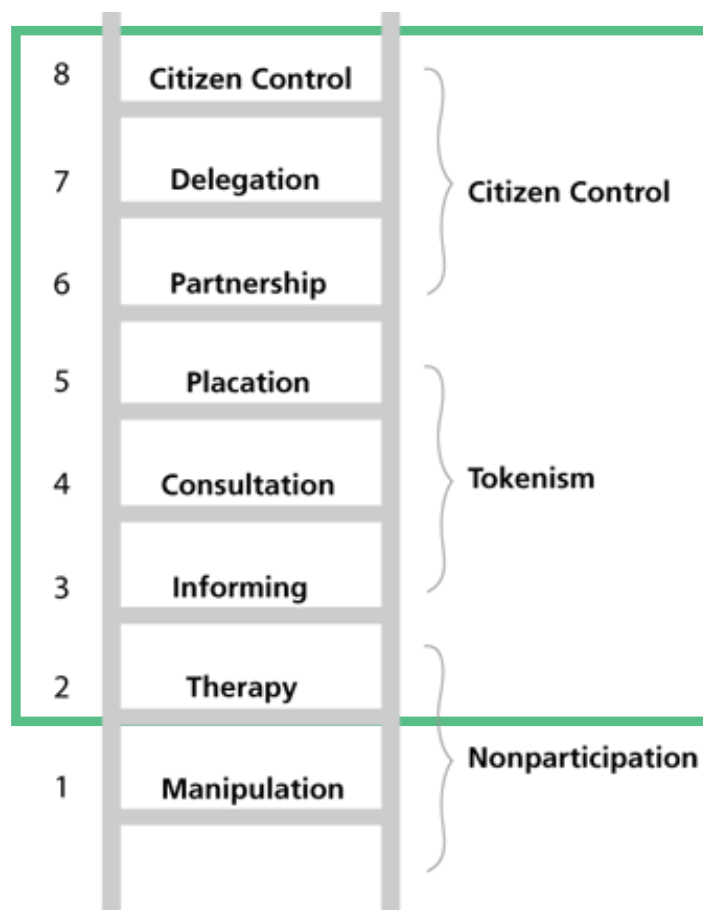 8 Citizen Control
7 Delegation
Citizen Control
6 Partnership
5 Placation
4 Consultation
Tokenism
3 Informing
2 Therapy
Nonparticipation
1 Manipulation